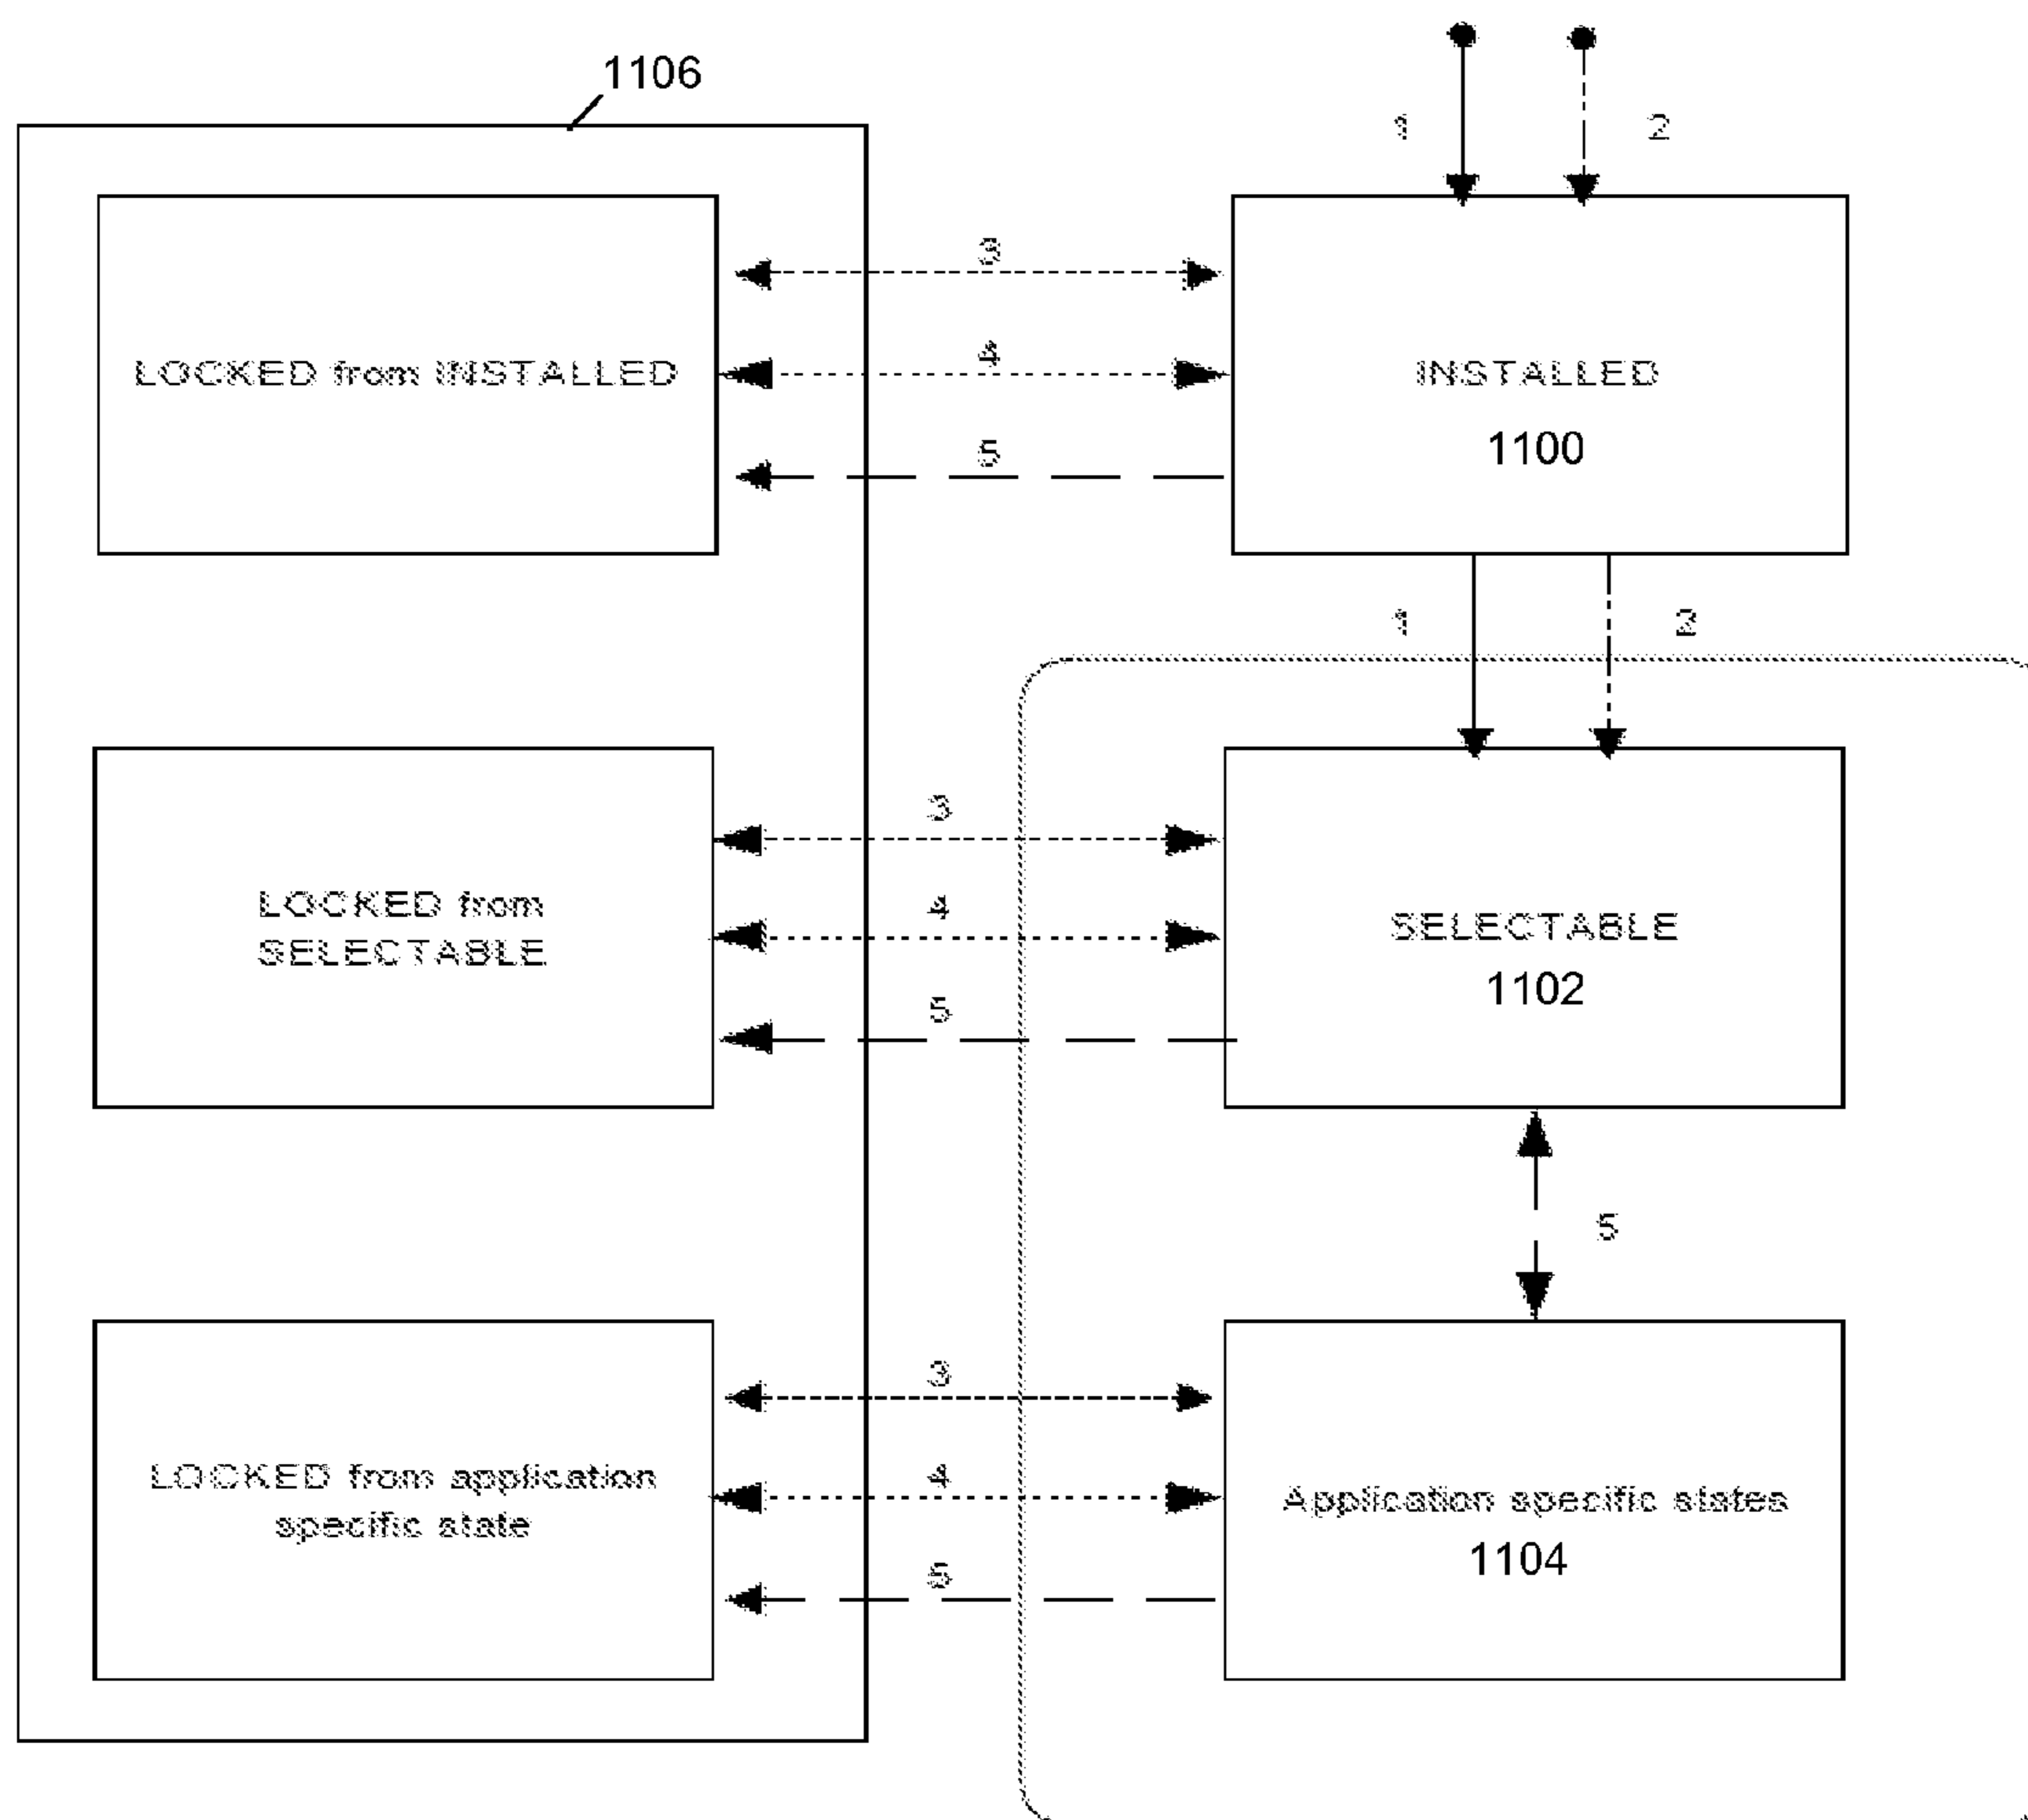 1106
1
2
3
LOCKED from INSTALLED
4
INSTALLED
1100
5
1
2
3
LOCKED from
SELECTABLE
4
SELECTABLE
1102
5
5
3
LOCKED from application
specific state
4
Application specific states
1104
5